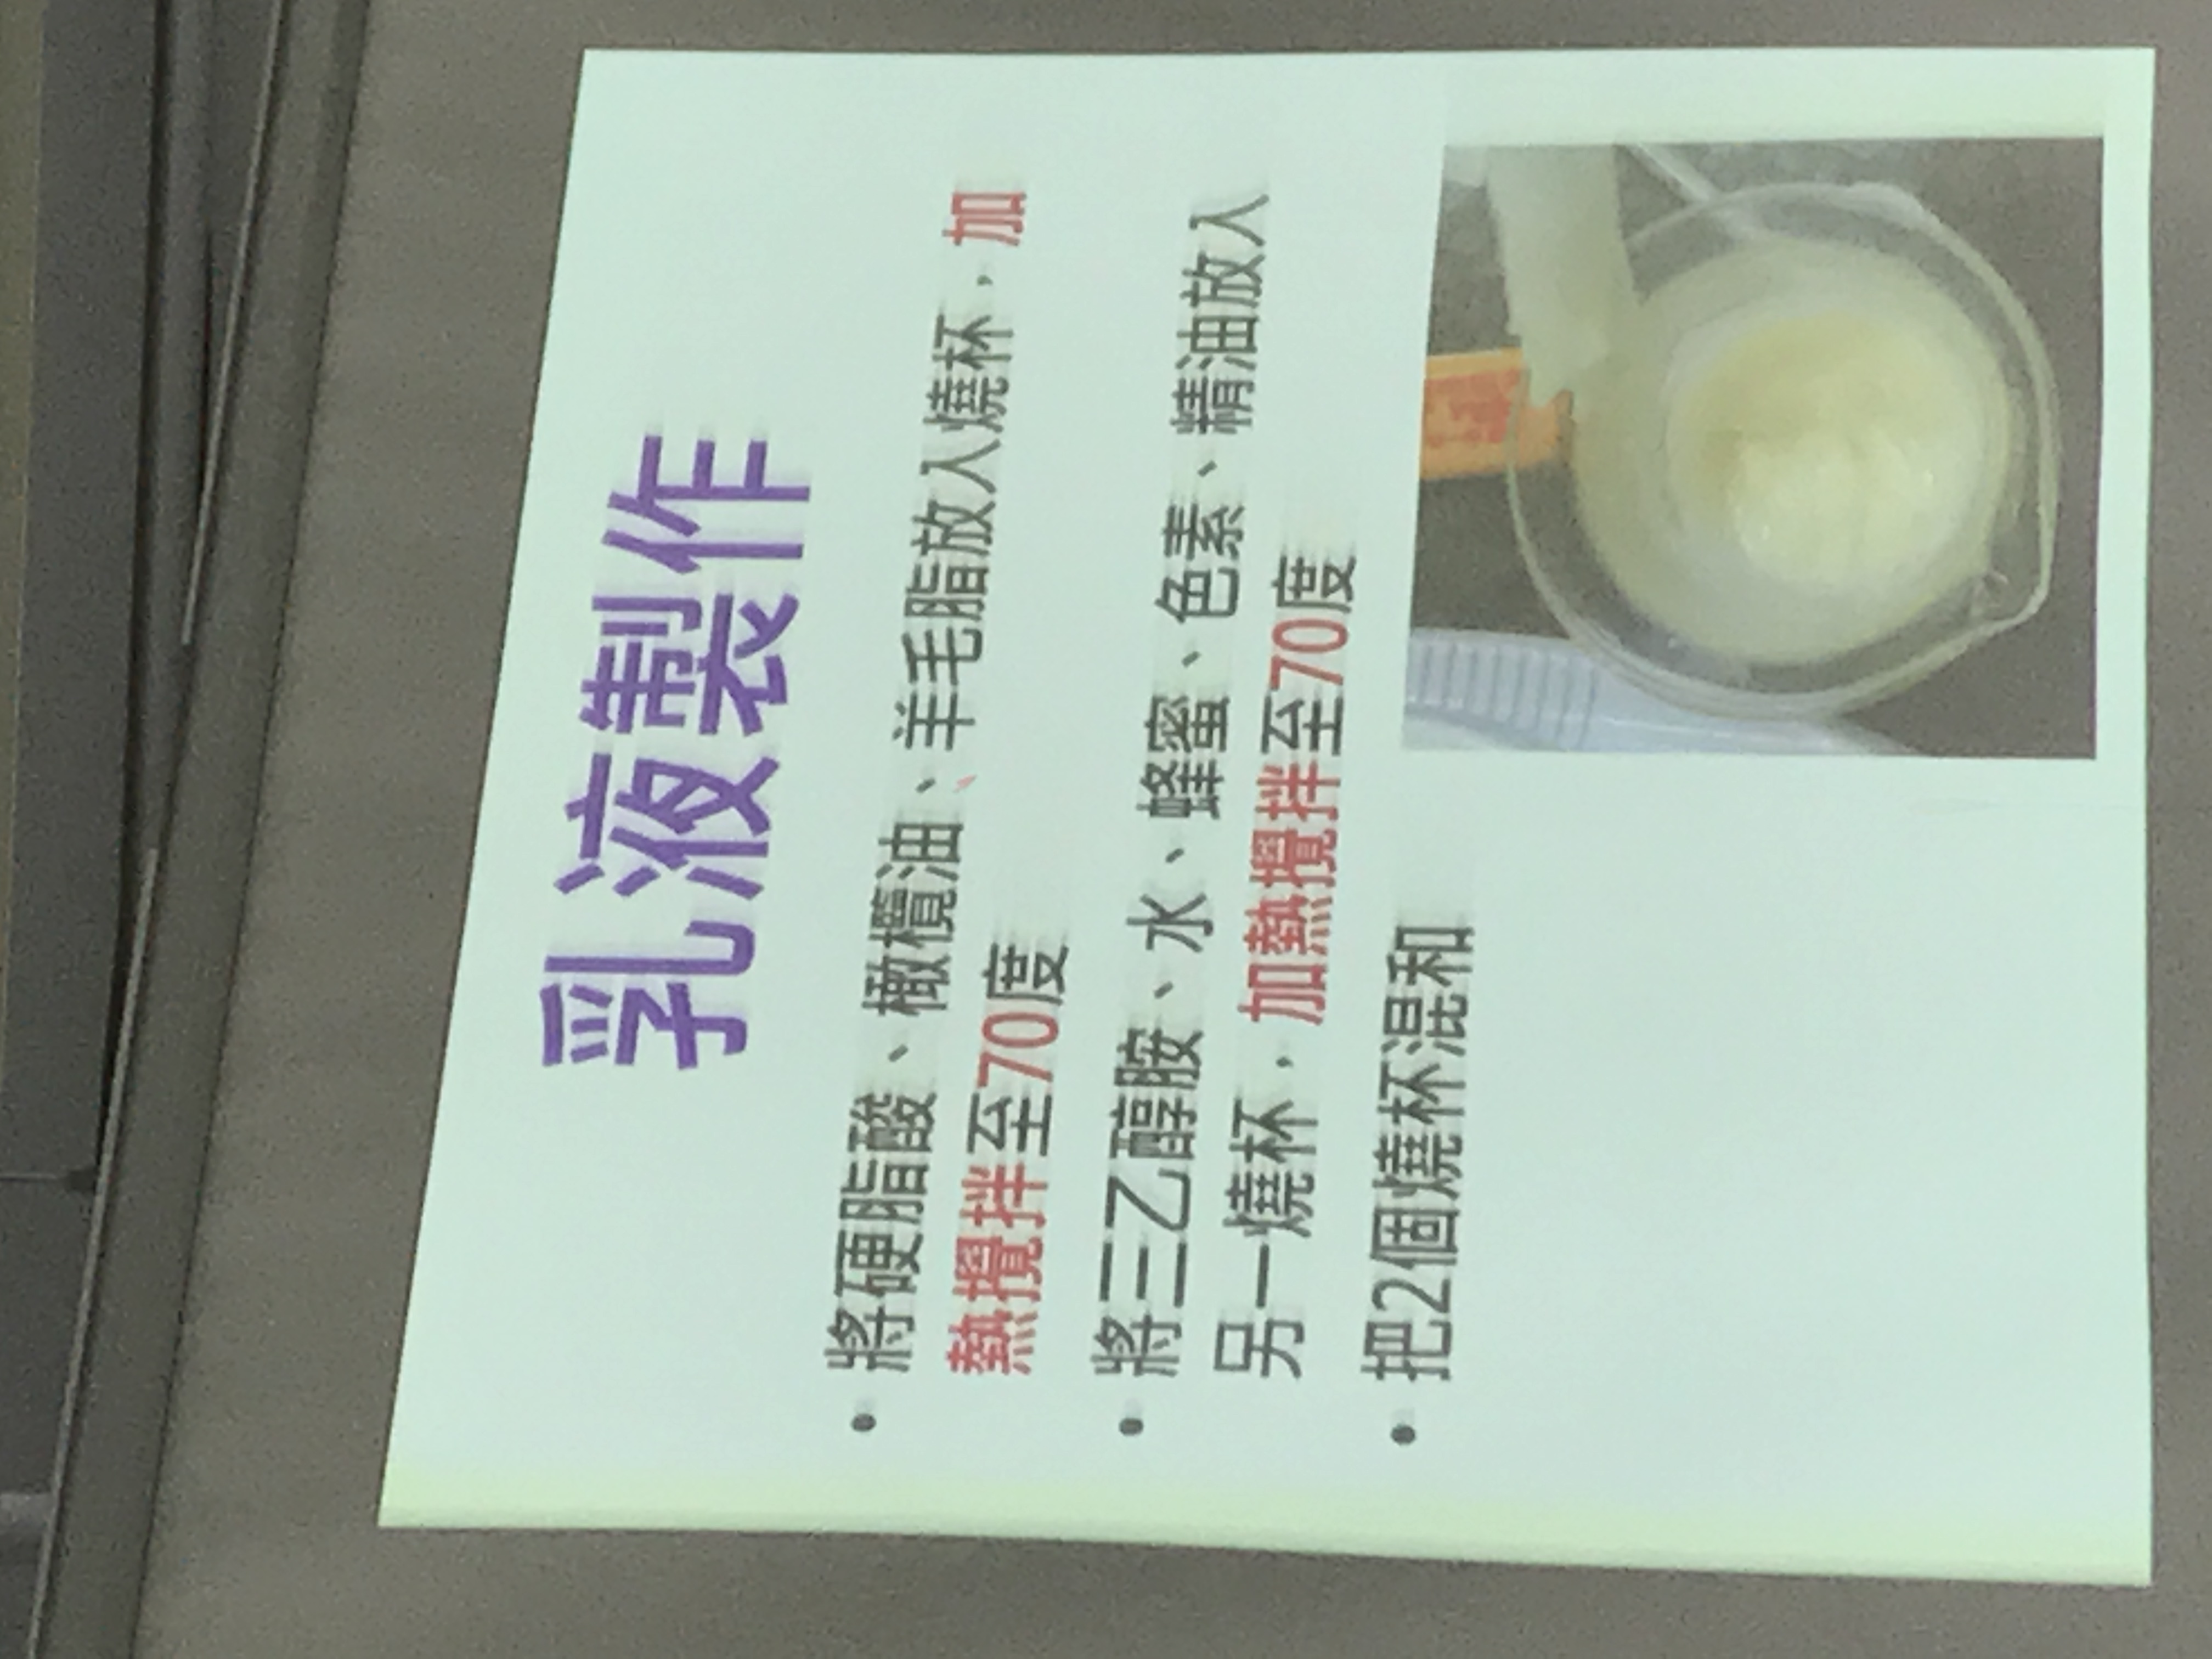 乳液製作
• 將硬脂酸、橄欖油、羊毛脂放入燒杯，加
熱攪拌至70度
• 將三乙醇胺、水、蜂蜜、色素、精油放入
另一燒杯，加熱攪拌至70度
• 把2個燒杯混和